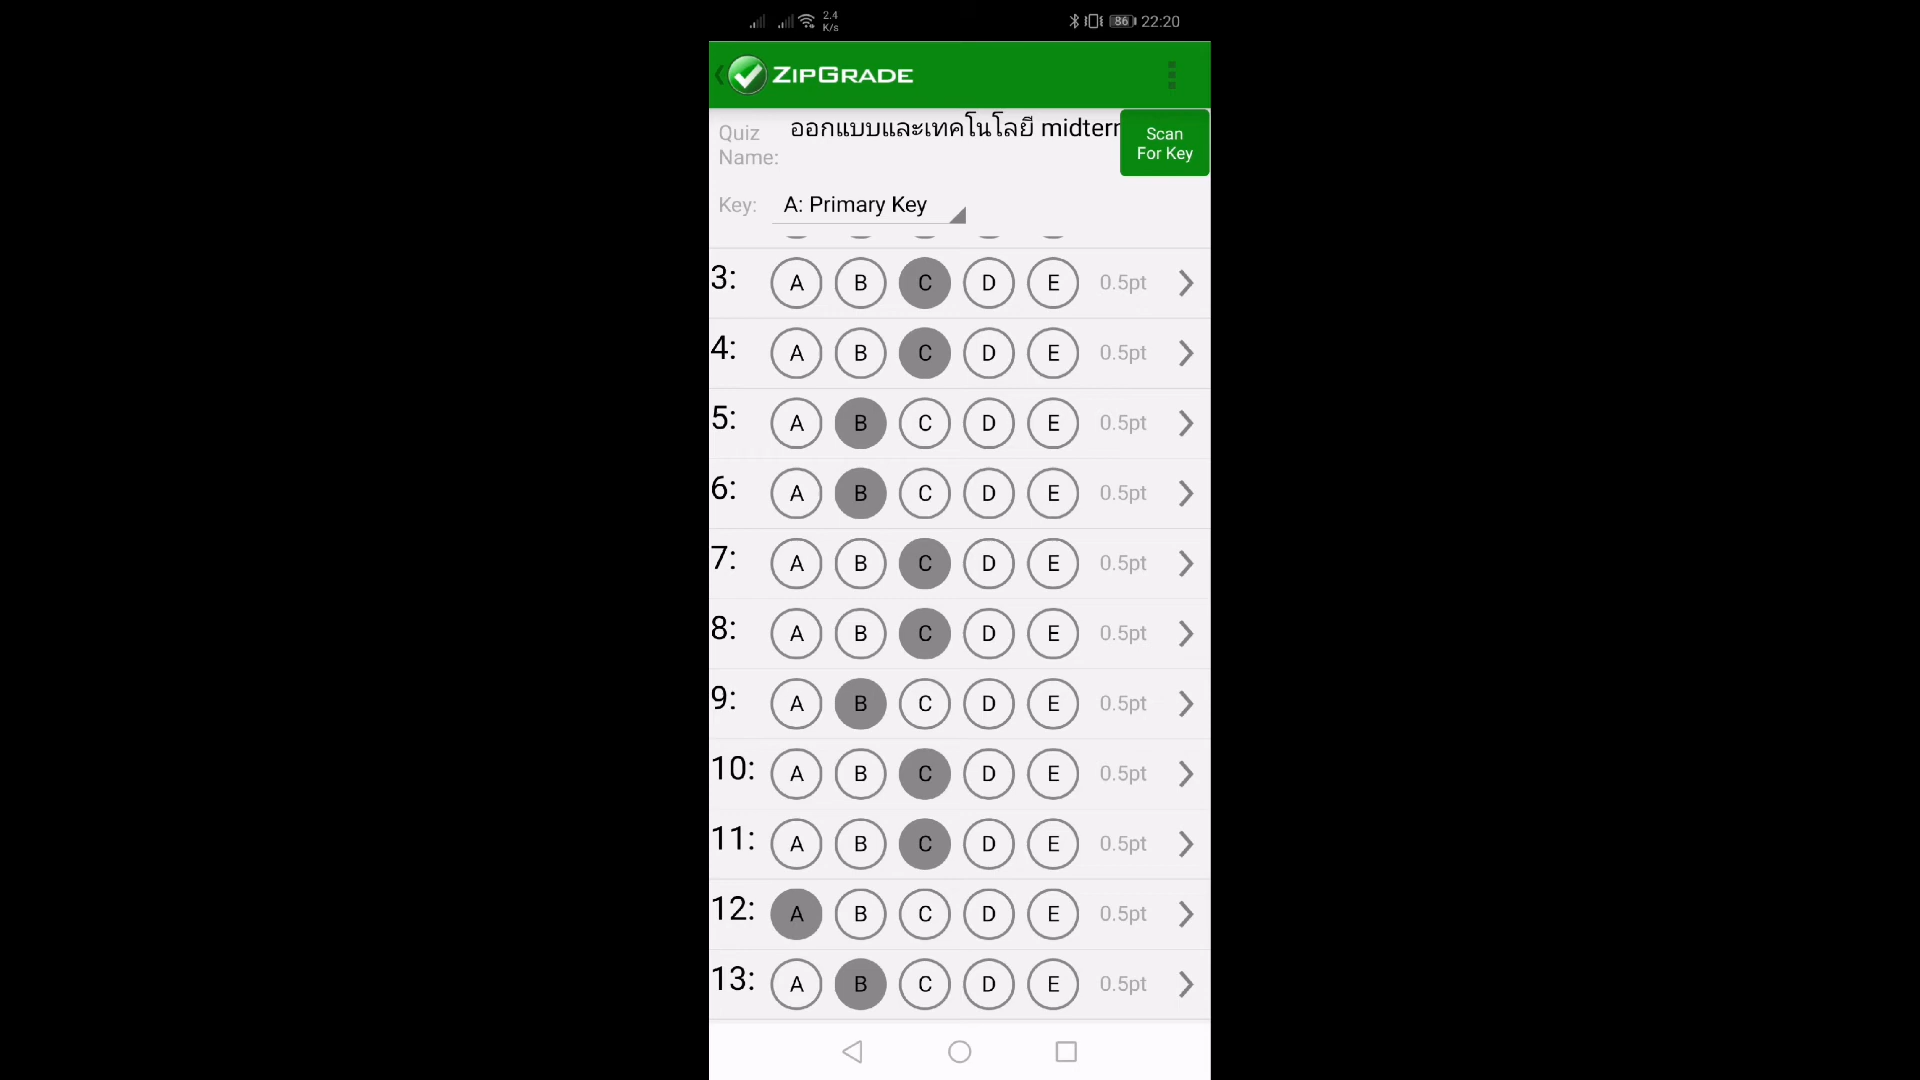 2.4
K/s
86
22:20
ZIPGRADE
Quiz
Name:
ออกแบบและเทคโนโลยี midterm
Scan
For Key
Key:
A: Primary Key
3: A B C D E 0.5pt
4: A B C D E 0.5pt
5: A B C D E 0.5pt
6: A B C D E 0.5pt
7: A B C D E 0.5pt
8: A B C D E 0.5pt
9: A B C D E 0.5pt
10: A B C D E 0.5pt
11: A B C D E 0.5pt
12: A B C D E 0.5pt
13: A B C D E 0.5pt